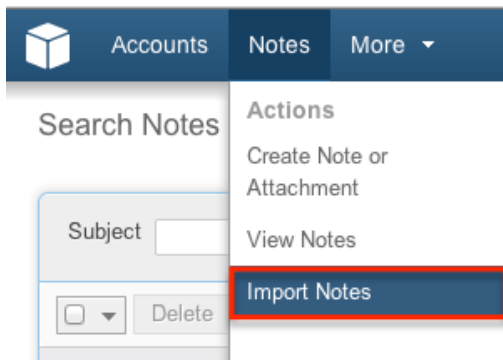 Accounts Notes More
Search Notes
Actions
Create Note or
Attachment
Subject
View Notes
Import Notes
Delete